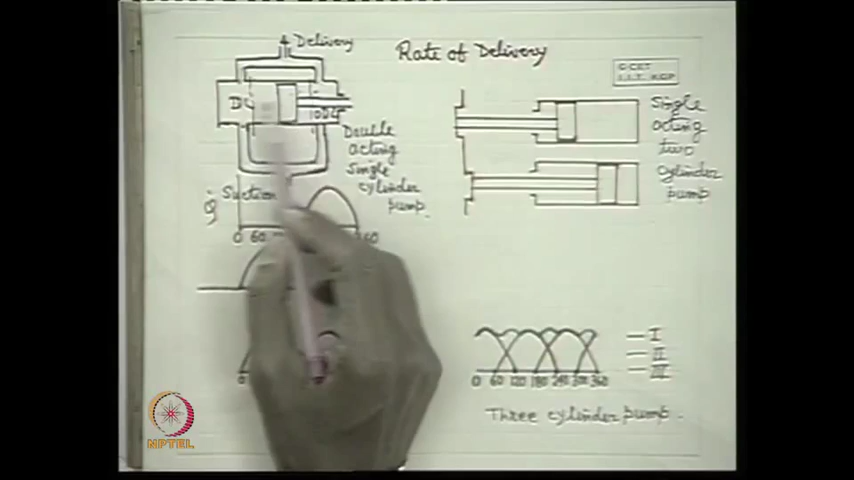 Delivery
Rate of Delivery
C-CET
I.I.T. KGP
D
Double
acting
Single
cylinder
pump.
Single
acting
two
cylinder
pump
Suction
q̇
0 60
60
I
II
III
0 60 120 180 240 300 360
Three cylinder pump.
NPTEL